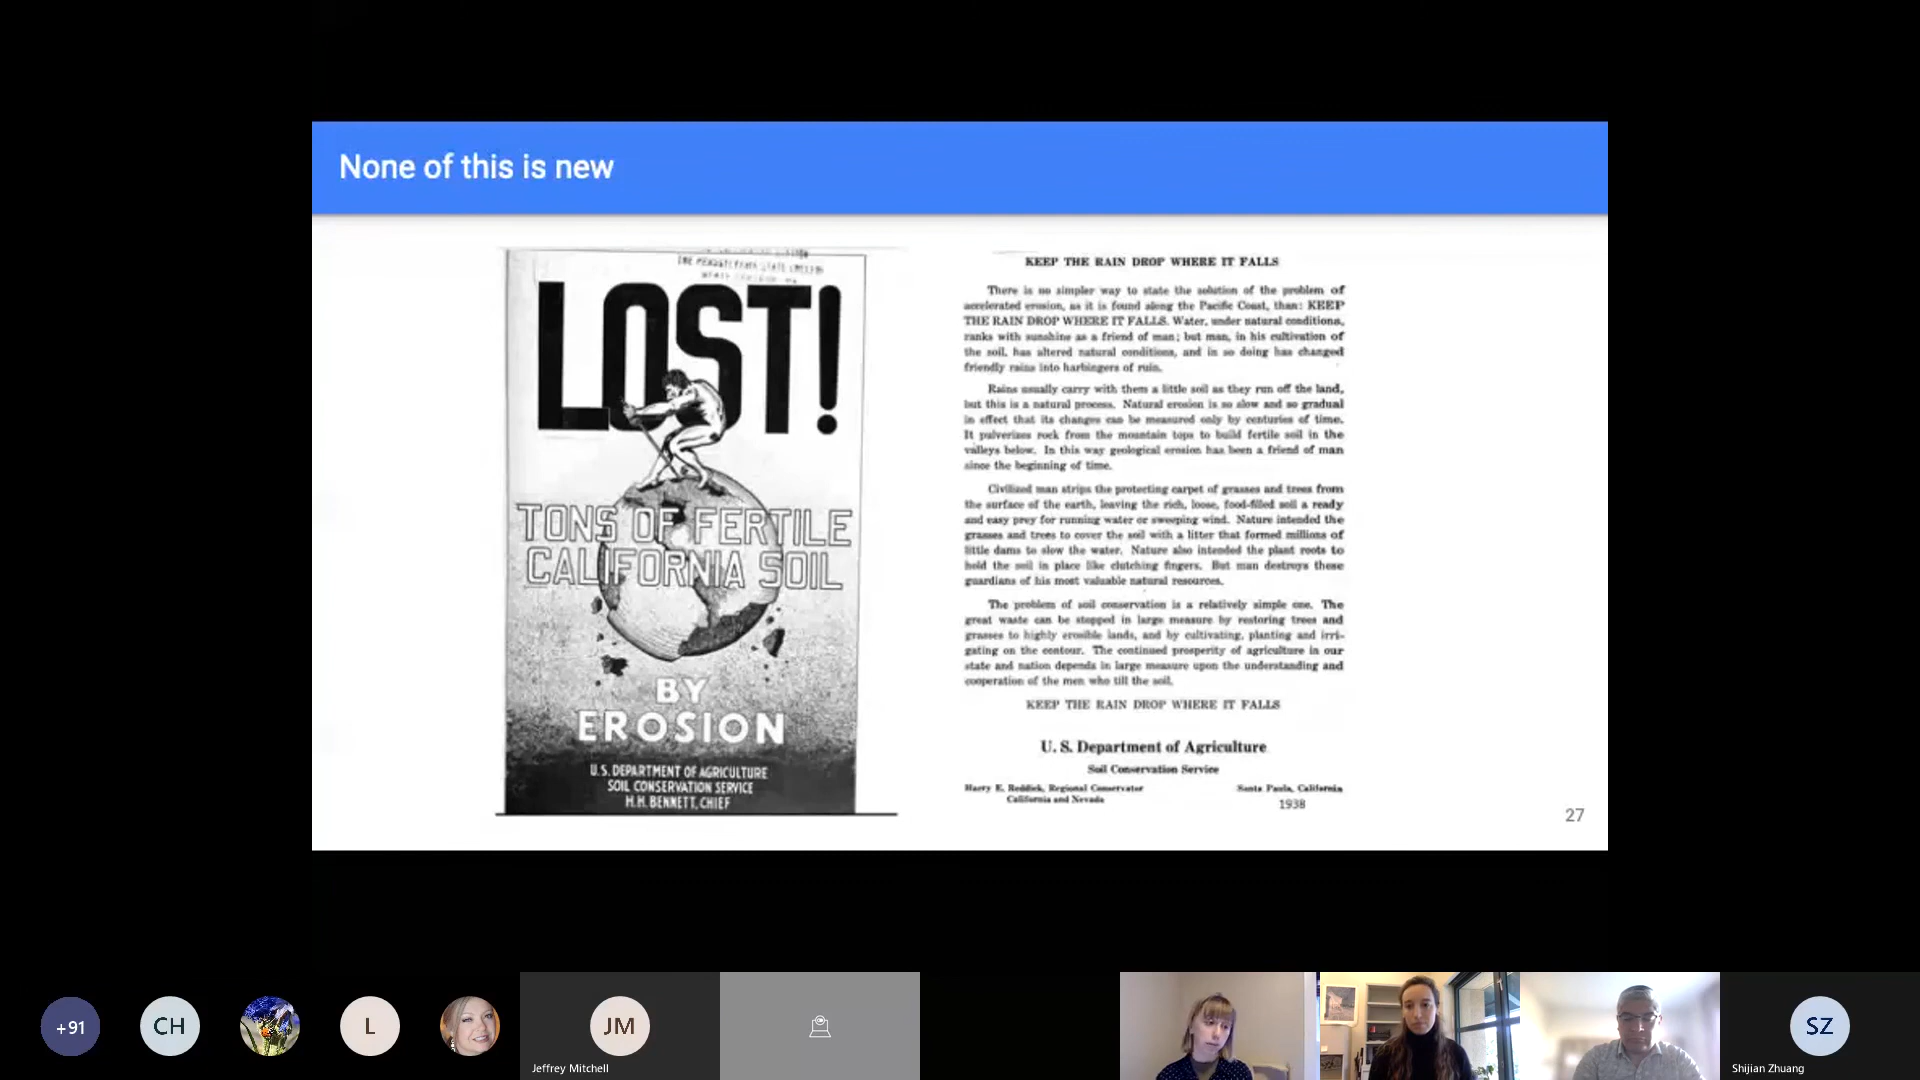 None of this is new
LOST!
TONS OF FERTILE
CALIFORNIA SOIL
BY
EROSION
U.S. DEPARTMENT OF AGRICULTURE
SOIL CONSERVATION SERVICE
H.H. BENNETT, CHIEF
KEEP THE RAIN DROP WHERE IT FALLS
There is no simpler way to state the solution of the problem of
accelerated erosion, as it is found along the Pacific Coast, than: KEEP
THE RAIN DROP WHERE IT FALLS. Water, under natural conditions,
ranks with sunshine as a friend of man; but man, in his cultivation of
the soil, has altered natural conditions, and in so doing has changed
friendly rains into harbingers of ruin.
Rains usually carry with them a little soil as they run off the land,
but this is a natural process. Natural erosion is so slow and so gradual
in effect that its changes can be measured only by centuries of time.
It pulverizes rock from the mountain tops to build fertile soil in the
valleys below. In this way geological erosion has been a friend of man
since the beginning of time.
Civilized man strips the protecting carpet of grasses and trees from
the surface of the earth, leaving the rich, loose, food-filled soil a ready
and easy prey for running water or sweeping wind. Nature intended the
grasses and trees to cover the soil with a litter that formed millions of
little dams to slow the water. Nature also intended the plant roots to
hold the soil in place like clutching fingers. But man destroys these
guardians of his most valuable natural resources.
The problem of soil conservation is a relatively simple one. The
great waste can be stopped in large measure by restoring trees and
grasses to highly erosible lands, and by cultivating, planting and irri-
gating on the contour. The continued prosperity of agriculture in our
state and nation depends in large measure upon the understanding and
cooperation of the men who till the soil.
KEEP THE RAIN DROP WHERE IT FALLS
U. S. Department of Agriculture
Soil Conservation Service
Harry E. Reddick, Regional Conservator
California and Nevada
Santa Paula, California
1938
27
+91
CH
L
JM
Jeffrey Mitchell
SZ
Shijian Zhuang